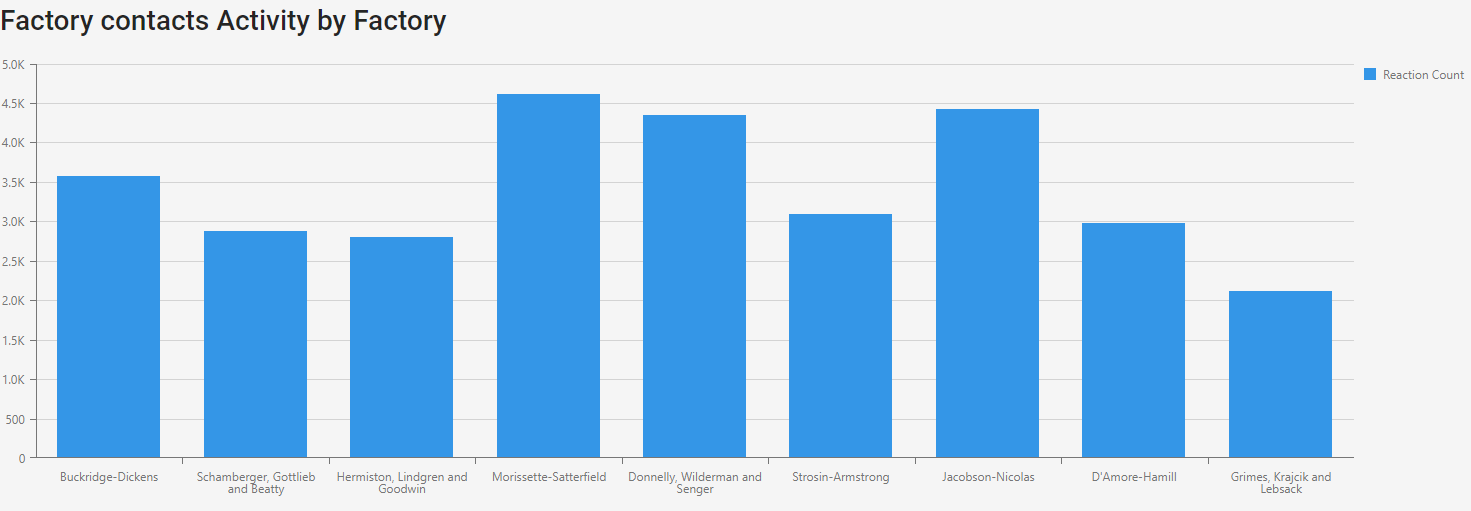 Factory contacts Activity by Factory
5.0K
4.5K
4.0K
3.5K
3.0K
2.5K
2.0K
1.5K
1.0K
500
0
Reaction Count
Buckridge-Dickens
Schamberger, Gottlieb
and Beatty
Hermiston, Lindgren and
Goodwin
Morissette-Satterfield
Donnelly, Wilderman and
Senger
Strosin-Armstrong
Jacobson-Nicolas
D'Amore-Hamill
Grimes, Krajcik and
Lebsack